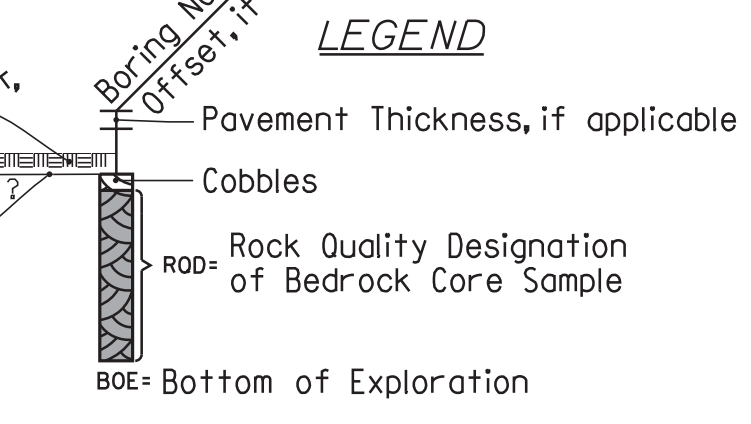 LEGEND
Boring No
Offset, if
Pavement Thickness, if applicable
Cobbles
?
RQD= Rock Quality Designation
of Bedrock Core Sample
BOE= Bottom of Exploration